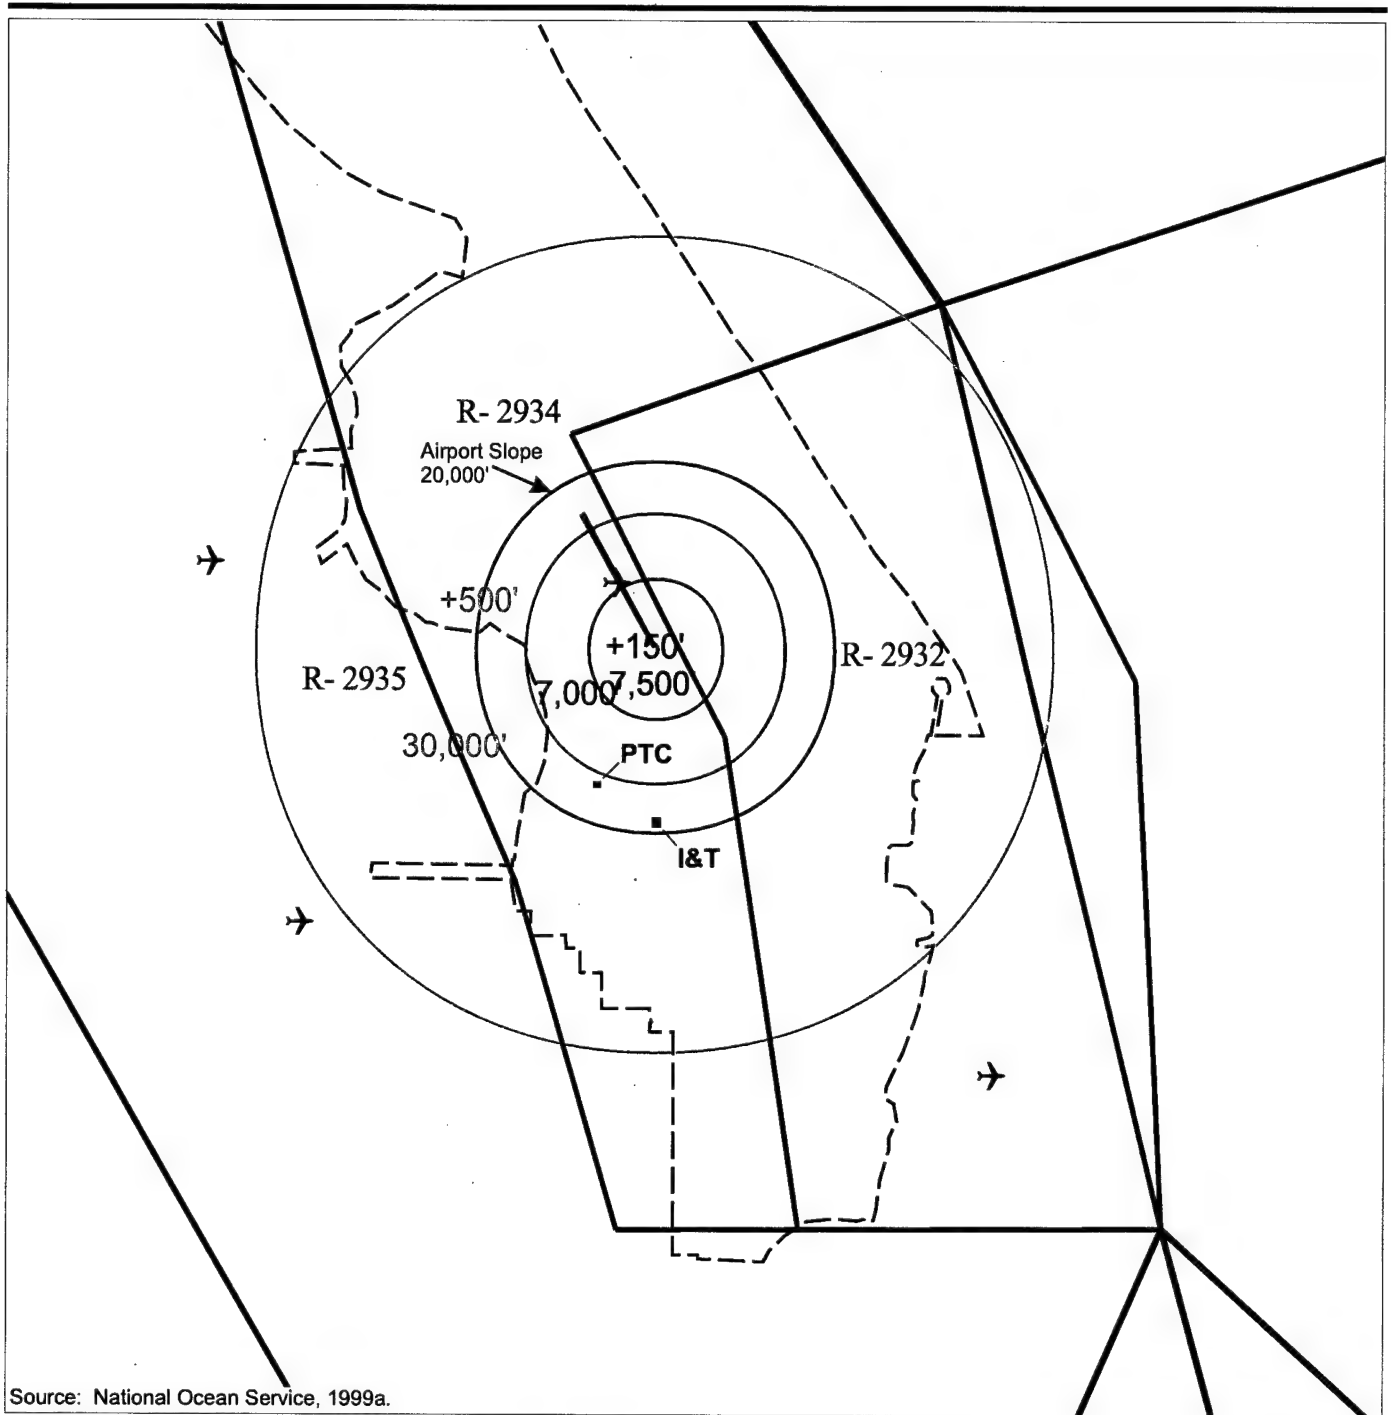 R- 2934
Airport Slope
20,000'
+500'
+150'
R- 2932
R- 2935
7,000
7,500
30,000'
PTC
I&T
Source: National Ocean Service, 1999a.